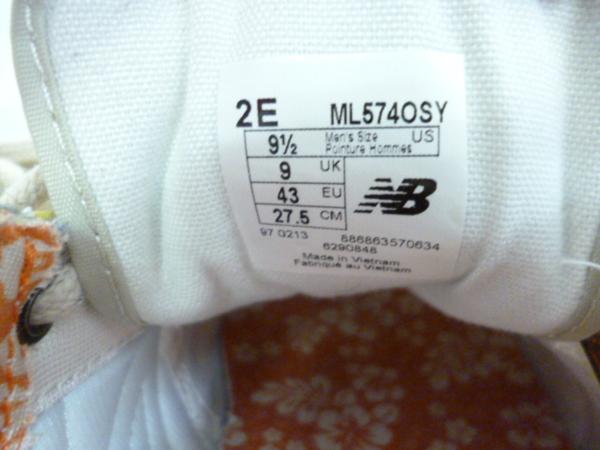 2E ML574OSY
9½ Men's Size Pointure Hommes US
9 UK
43 EU
27.5 CM
NB
97 0213 886863570634
6290848
Made in Vietnam
Fabriqué au Vietnam